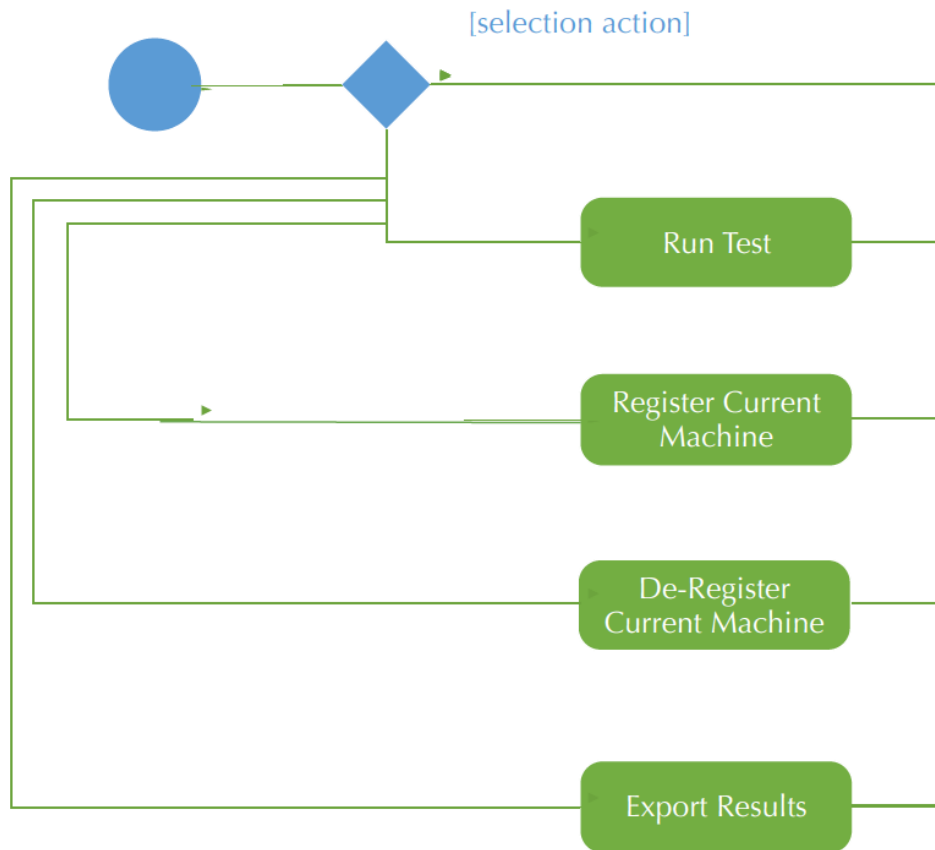 [selection action]
Run Test
Register Current
Machine
De-Register
Current Machine
Export Results